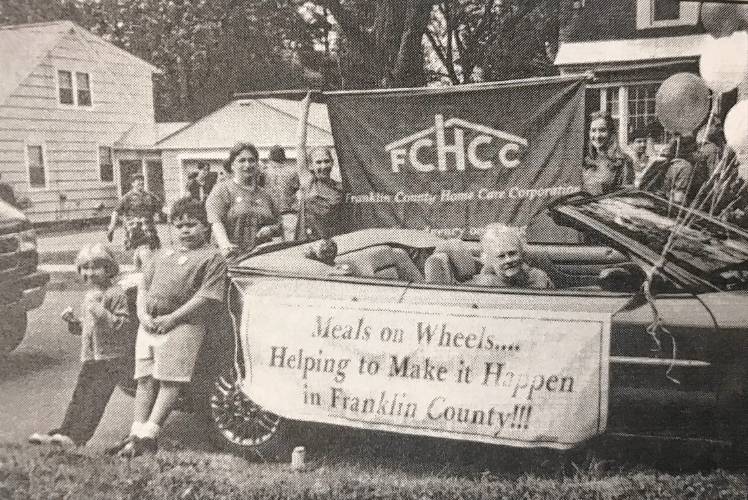 FCHCC
Franklin County Home Care Corporation
Meals on Wheels....
Helping to Make it Happen
in Franklin County!!!